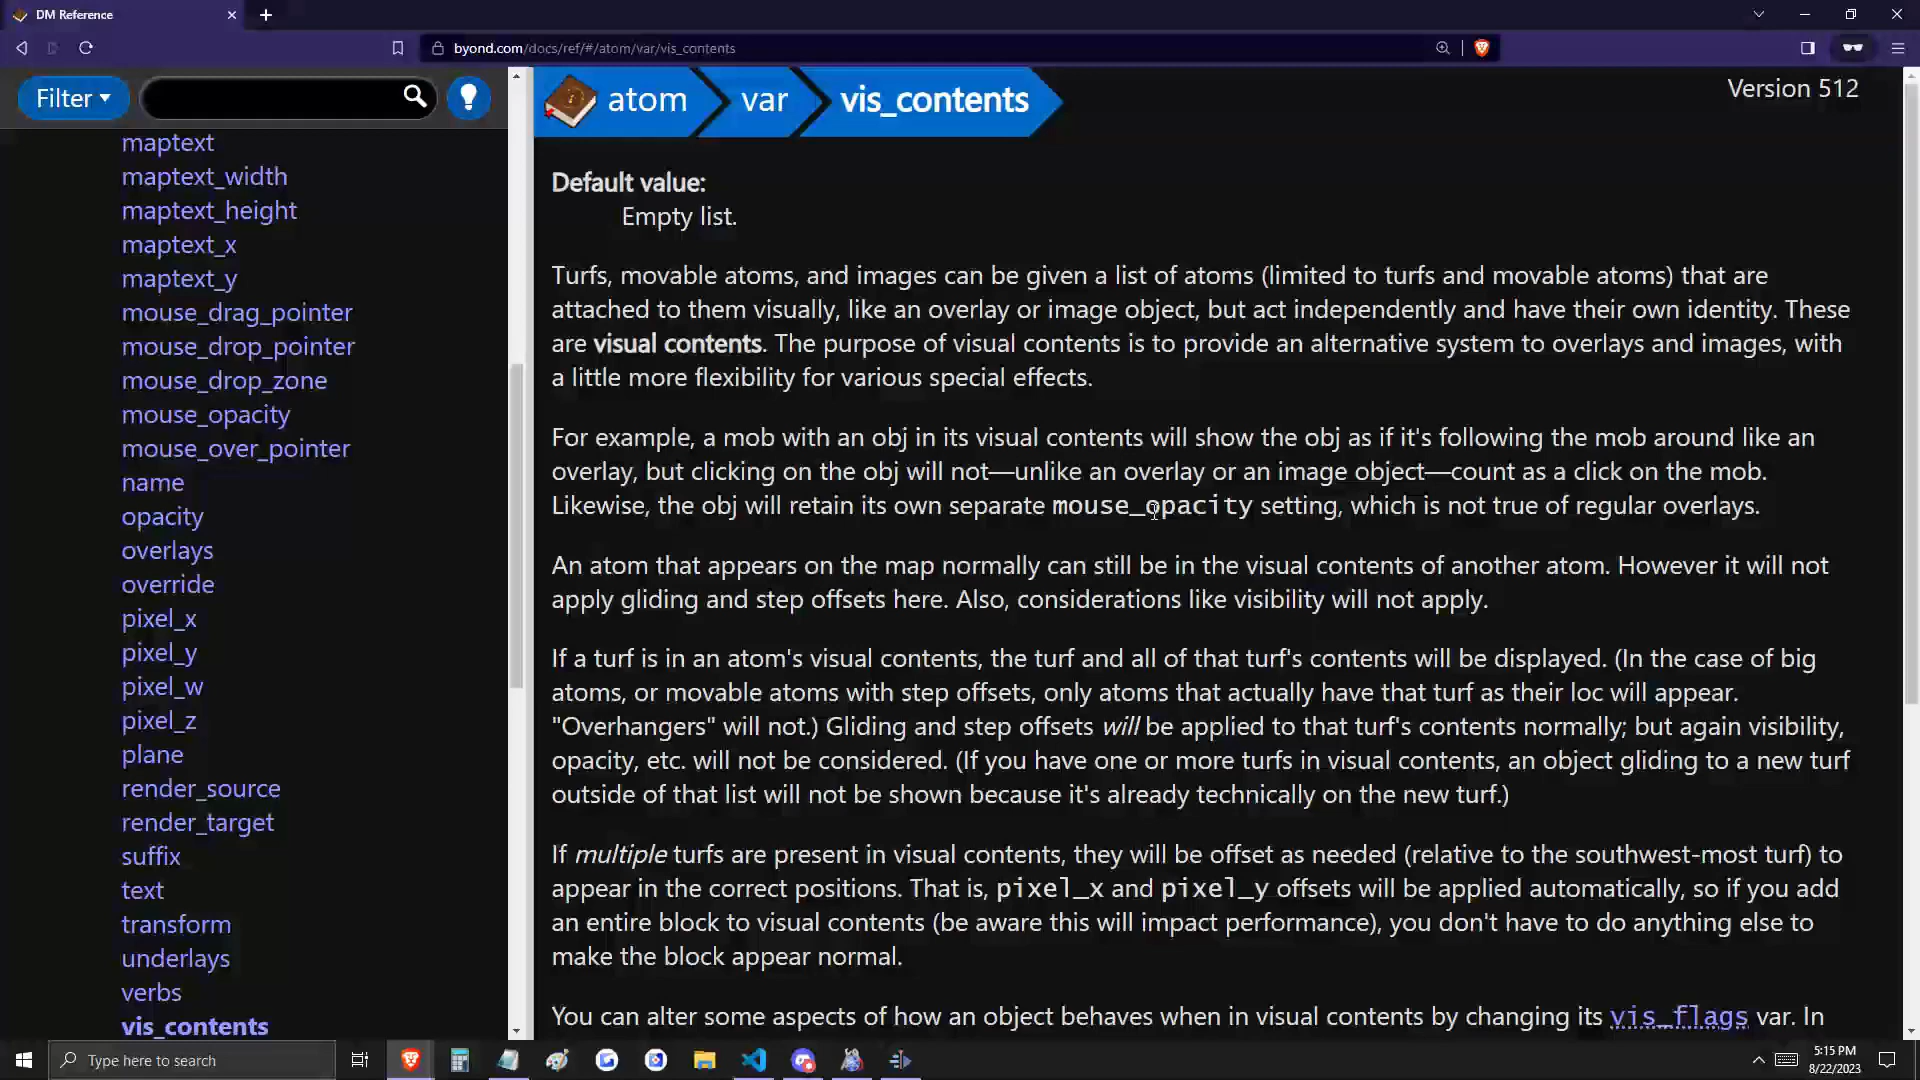 DM Reference
byond.com/docs/ref/#/atom/var/vis_contents
Filter
maptext
maptext_width
maptext_height
maptext_x
maptext_y
mouse_drag_pointer
mouse_drop_pointer
mouse_drop_zone
mouse_opacity
mouse_over_pointer
name
opacity
overlays
override
pixel_x
pixel_y
pixel_w
pixel_z
plane
render_source
render_target
suffix
text
transform
underlays
verbs
vis_contents
atom var vis_contents
Version 512
Default value:
Empty list.
Turfs, movable atoms, and images can be given a list of atoms (limited to turfs and movable atoms) that are
attached to them visually, like an overlay or image object, but act independently and have their own identity. These
are visual contents. The purpose of visual contents is to provide an alternative system to overlays and images, with
a little more flexibility for various special effects.
For example, a mob with an obj in its visual contents will show the obj as if it's following the mob around like an
overlay, but clicking on the obj will not—unlike an overlay or an image object—count as a click on the mob.
Likewise, the obj will retain its own separate mouse_opacity setting, which is not true of regular overlays.
An atom that appears on the map normally can still be in the visual contents of another atom. However it will not
apply gliding and step offsets here. Also, considerations like visibility will not apply.
If a turf is in an atom's visual contents, the turf and all of that turf's contents will be displayed. (In the case of big
atoms, or movable atoms with step offsets, only atoms that actually have that turf as their loc will appear.
"Overhangers" will not.) Gliding and step offsets will be applied to that turf's contents normally; but again visibility,
opacity, etc. will not be considered. (If you have one or more turfs in visual contents, an object gliding to a new turf
outside of that list will not be shown because it's already technically on the new turf.)
If multiple turfs are present in visual contents, they will be offset as needed (relative to the southwest-most turf) to
appear in the correct positions. That is, pixel_x and pixel_y offsets will be applied automatically, so if you add
an entire block to visual contents (be aware this will impact performance), you don't have to do anything else to
make the block appear normal.
You can alter some aspects of how an object behaves when in visual contents by changing its vis_flags var. In
Type here to search
5:15 PM
8/22/2023